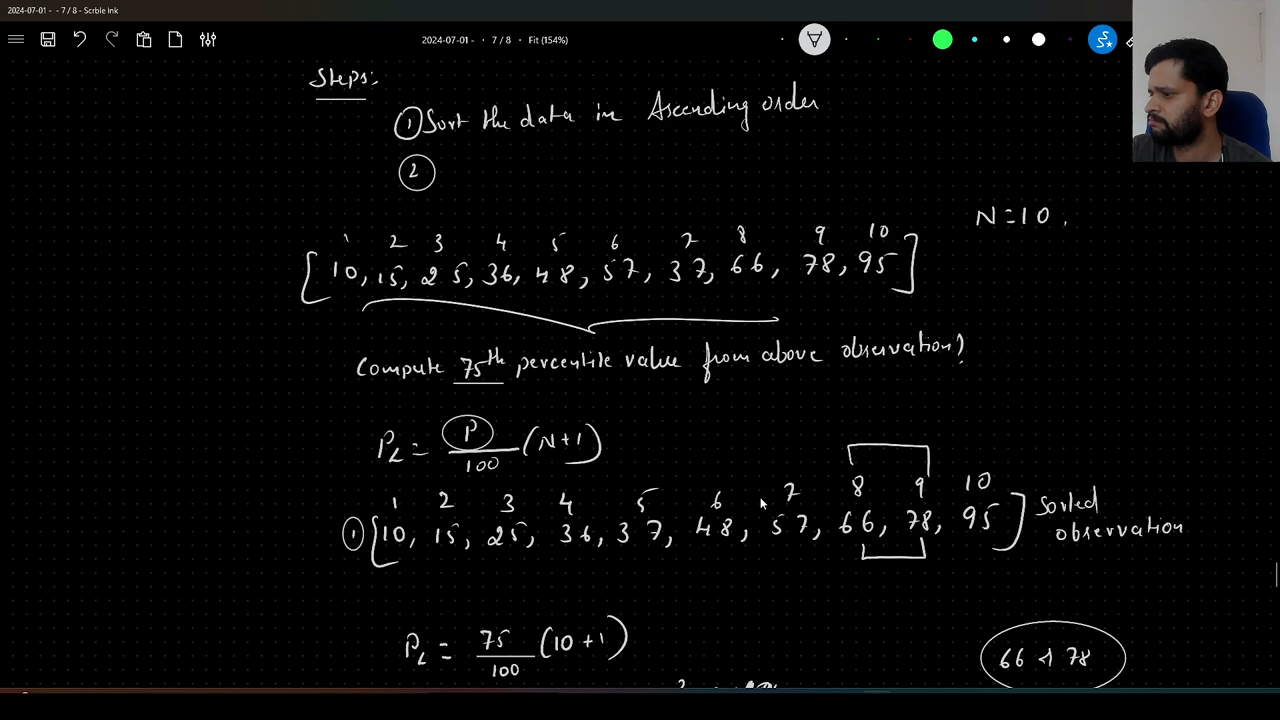 2024-07-01 - - 7 / 8 - Scrble Ink
2024-07-01 - • 7 / 8 • Fit (154%)
Steps:
① Sort the data in Ascending order
②
N=10.
1 2 3 4 5 6 7 8 9 10
[10, 15, 25, 36, 48, 57, 37, 66, 78, 95]
Compute 75th percentile value from above observation?
PL = P/100 (N+1)
1 2 3 4 5 6 7 8 9 10
① [10, 15, 25, 36, 37, 48, 57, 66, 78, 95] Sorted observation
PL = 75/100 (10+1)
66 78